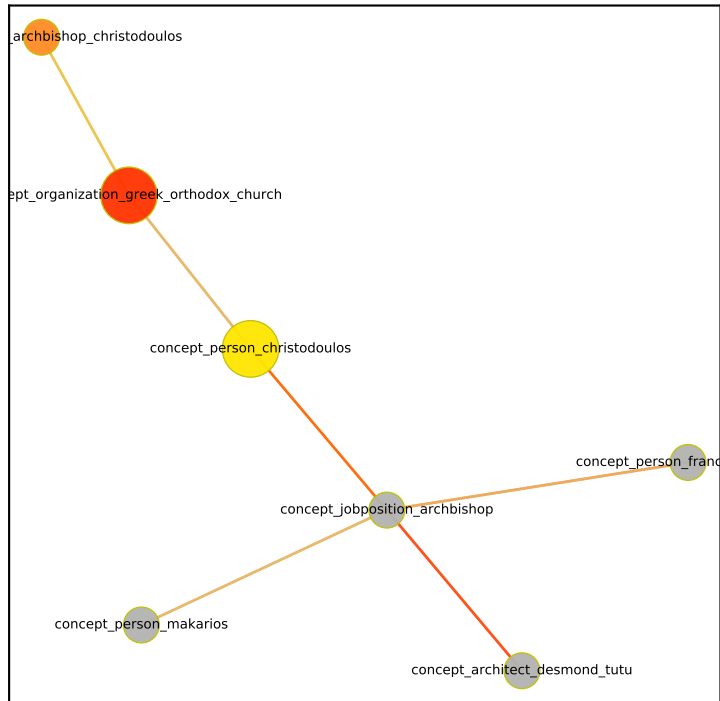 _archbishop_christodoulos
ept_organization_greek_orthodox_church
concept_person_christodoulos
concept_person_franc
concept_jobposition_archbishop
concept_person_makarios
concept_architect_desmond_tutu